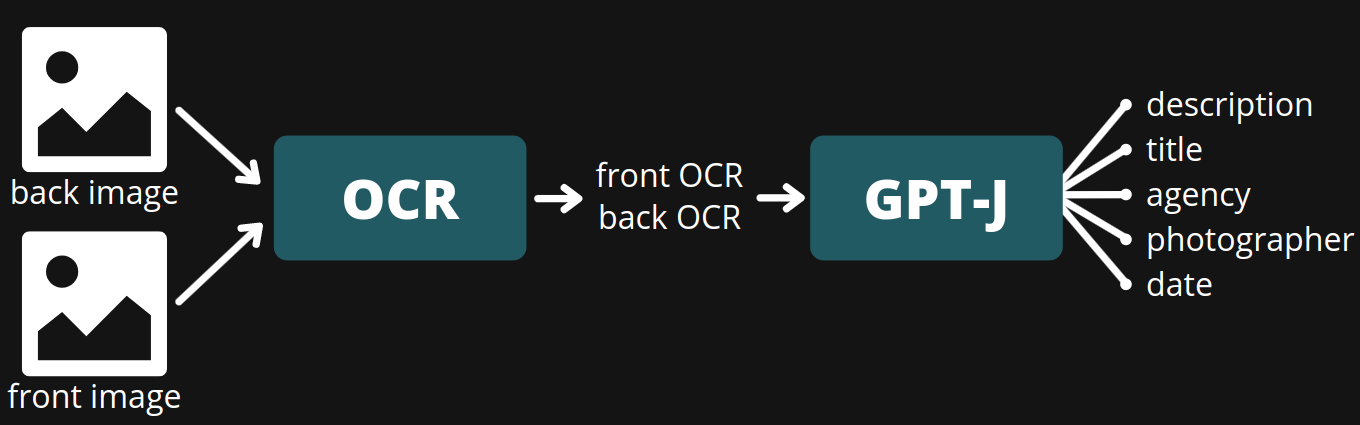 back image
front image
OCR
front OCR
back OCR
GPT-J
description
title
agency
photographer
date